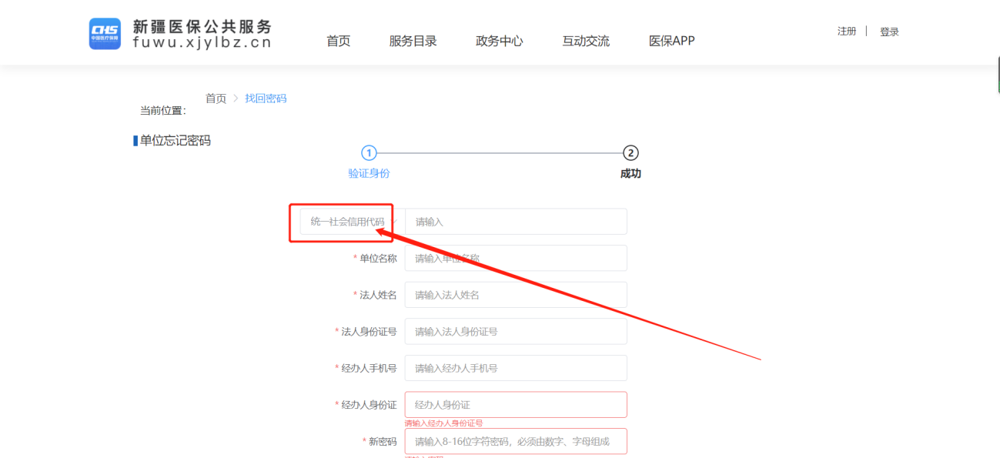 CHS
中国医疗保障
新疆医保公共服务
fuwu.xjylbz.cn
首页 服务目录 政务中心 互动交流 医保APP
注册 登录
当前位置: 首页 > 找回密码
单位忘记密码
1 2
验证身份 成功
统一社会信用代码 请输入
* 单位名称 请输入单位名称
* 法人姓名 请输入法人姓名
* 法人身份证号 请输入法人身份证号
* 经办人手机号 请输入经办人手机号
* 经办人身份证 经办人身份证
请输入经办人身份证号
* 新密码 请输入8-16位字符密码，必须由数字、字母组成